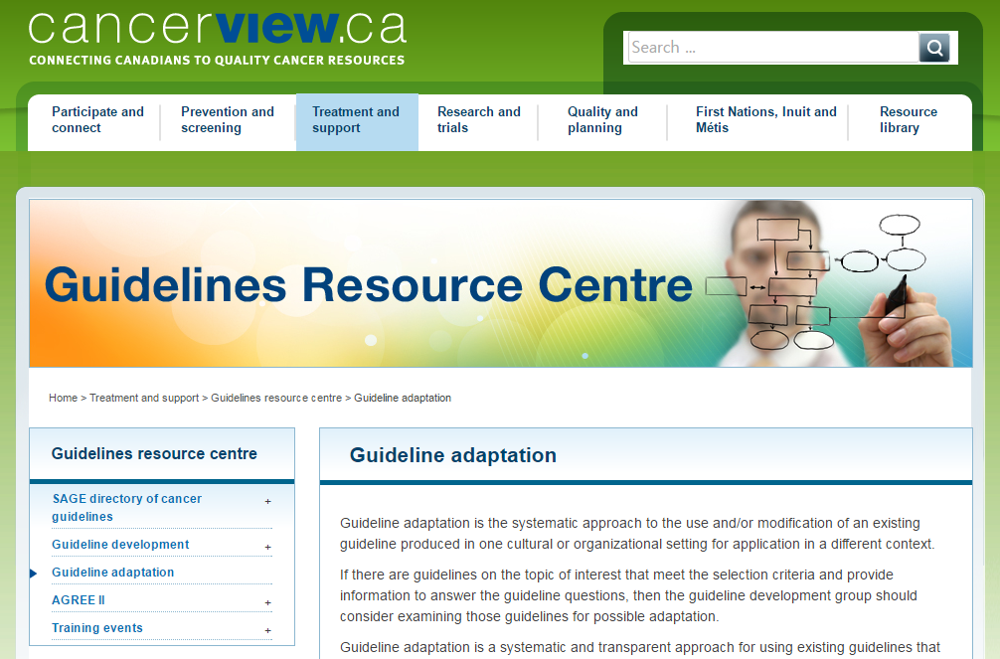 cancerview.ca
CONNECTING CANADIANS TO QUALITY CANCER RESOURCES
Search ...
Participate and connect
Prevention and screening
Treatment and support
Research and trials
Quality and planning
First Nations, Inuit and Métis
Resource library
Guidelines Resource Centre
Home > Treatment and support > Guidelines resource centre > Guideline adaptation
Guidelines resource centre
SAGE directory of cancer
guidelines
+
Guideline development +
Guideline adaptation
AGREE II +
Training events +
Guideline adaptation
Guideline adaptation is the systematic approach to the use and/or modification of an existing
guideline produced in one cultural or organizational setting for application in a different context.
If there are guidelines on the topic of interest that meet the selection criteria and provide
information to answer the guideline questions, then the guideline development group should
consider examining those guidelines for possible adaptation.
Guideline adaptation is a systematic and transparent approach for using existing guidelines that